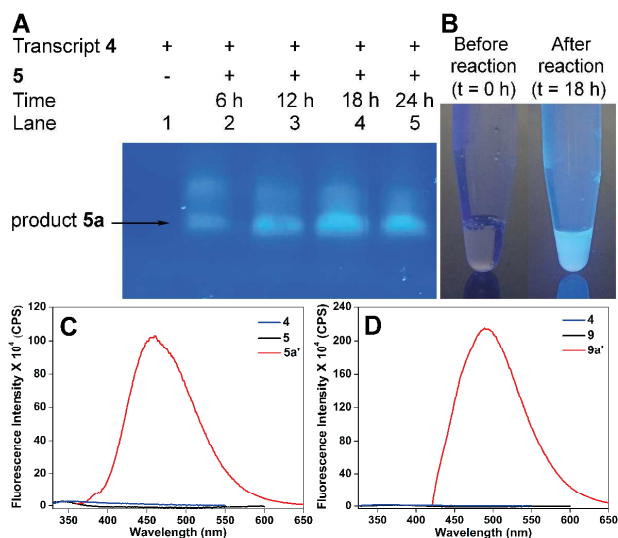 A
Transcript 4 + + + + +
5 - + + + +
Time 6 h 12 h 18 h 24 h
Lane 1 2 3 4 5
product 5a
B
Before reaction (t = 0 h)
After reaction (t = 18 h)
C
Fluorescence Intensity X 10⁴ (CPS)
120
100
80
60
40
20
0
4
5
5a'
350 400 450 500 550 600 650
Wavelength (nm)
D
Fluorescence Intensity X 10⁴ (CPS)
240
200
160
120
80
40
0
4
9
9a'
350 400 450 500 550 600 650
Wavelength (nm)